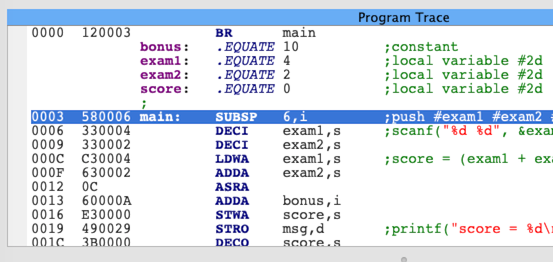 Program Trace
0000 120003 BR main
bonus: .EQUATE 10 ;constant
exam1: .EQUATE 4 ;local variable #2d
exam2: .EQUATE 2 ;local variable #2d
score: .EQUATE 0 ;local variable #2d
;
0003 580006 main: SUBSP 6,i ;push #exam1 #exam2 #
0006 330004 DECI exam1,s ;scanf("%d %d", &exa
0009 330002 DECI exam2,s
000C C30004 LDWA exam1,s ;score = (exam1 + exa
000F 630002 ADDA exam2,s
0012 0C ASRA
0013 60000A ADDA bonus,i
0016 E30000 STWA score,s
0019 490029 STRO msg,d ;printf("score = %d\n
001C 3B0000 DECO score,s